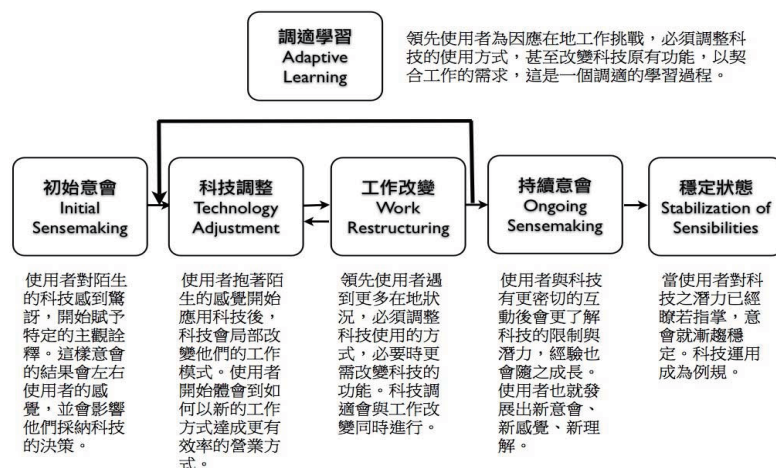 調適學習
Adaptive
Learning
領先使用者為因應在地工作挑戰，必須調整科
技的使用方式，甚至改變科技原有功能，以契
合工作的需求，這是一個調適的學習過程。
初始意會
Initial
Sensemaking
科技調整
Technology
Adjustment
工作改變
Work
Restructuring
持續意會
Ongoing
Sensemaking
穩定狀態
Stabilization of
Sensibilities
使用者對陌生
的科技感到驚
訝，開始賦予
特定的主觀詮
釋。這樣意會
的結果會左右
使用者的感
覺，並會影響
他們採納科技
的決策。
使用者抱著陌
生的感覺開始
應用科技後，
科技會局部改
變他們的工作
模式。使用者
開始體會到如
何以新的工作
方式達成更有
效率的營業方
式。
領先使用者遇
到更多在地狀
況，必須調整
科技使用的方
式，必要時更
需改變科技的
功能。科技調
適會與工作改
變同時進行。
使用者與科技
有更密切的互
動後會更了解
科技的限制與
潛力，經驗也
會隨之成長。
使用者也就發
展出新意會、
新感覺、新理
解。
當使用者對科
技之潛力已經
瞭若指掌，意
會就漸趨穩
定。科技運用
成為例規。